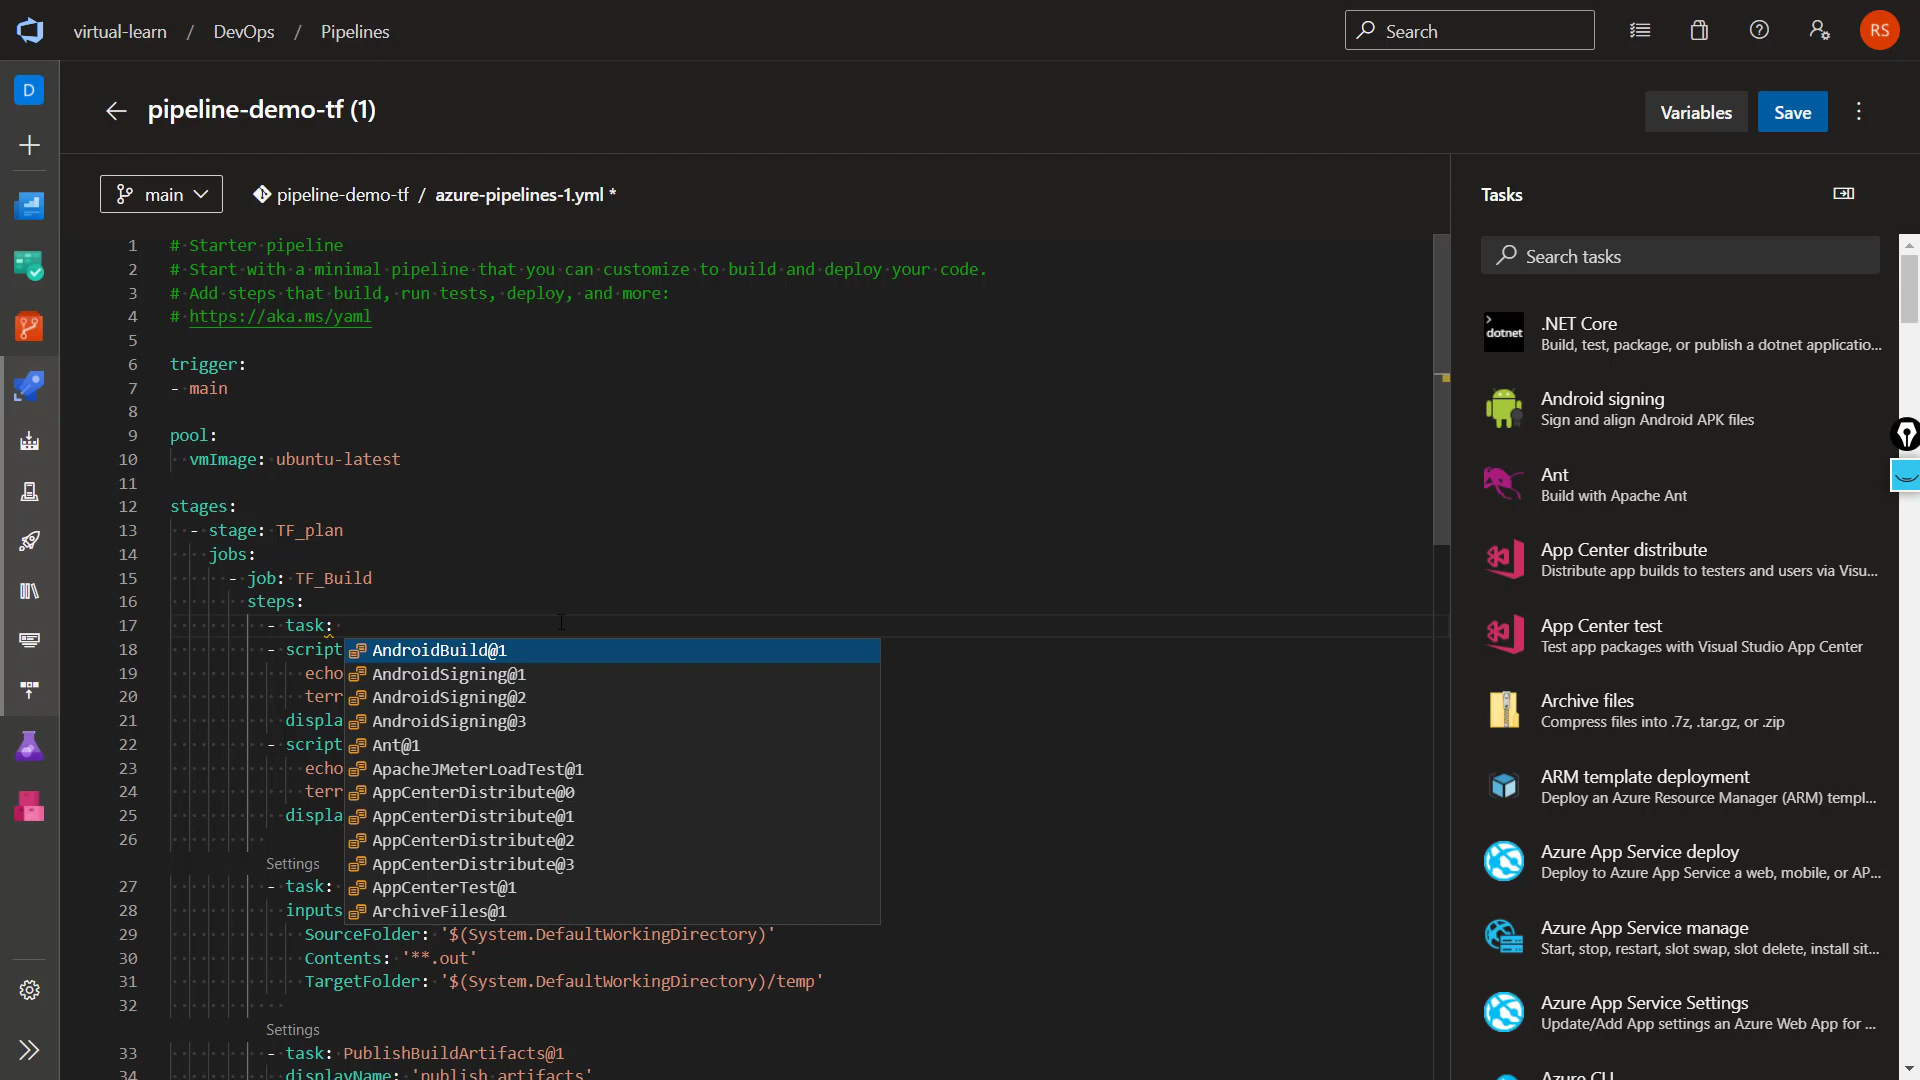 virtual-learn / DevOps / Pipelines
Search
RS
D
pipeline-demo-tf (1)
Variables
Save
main
pipeline-demo-tf / azure-pipelines-1.yml *
1 # Starter pipeline
2 # Start with a minimal pipeline that you can customize to build and deploy your code.
3 # Add steps that build, run tests, deploy, and more:
4 # https://aka.ms/yaml
5
6 trigger:
7 - main
8
9 pool:
10 vmImage: ubuntu-latest
11
12 stages:
13 - stage: TF_plan
14 jobs:
15 - job: TF_Build
16 steps:
17 - task:
18 - script
19 echo
20 terr
21 displa
22 - script
23 echo
24 terr
25 displa
26
Settings
27 - task:
28 inputs
29 SourceFolder: '$(System.DefaultWorkingDirectory)'
30 Contents: '**.out'
31 TargetFolder: '$(System.DefaultWorkingDirectory)/temp'
32
Settings
33 - task: PublishBuildArtifacts@1
34 displayName: 'publish artifacts'
AndroidBuild@1
AndroidSigning@1
AndroidSigning@2
AndroidSigning@3
Ant@1
ApacheJMeterLoadTest@1
AppCenterDistribute@0
AppCenterDistribute@1
AppCenterDistribute@2
AppCenterDistribute@3
AppCenterTest@1
ArchiveFiles@1
Tasks
Search tasks
dotnet
.NET Core
Build, test, package, or publish a dotnet applicatio...
Android signing
Sign and align Android APK files
Ant
Build with Apache Ant
App Center distribute
Distribute app builds to testers and users via Visu...
App Center test
Test app packages with Visual Studio App Center
Archive files
Compress files into .7z, .tar.gz, or .zip
ARM template deployment
Deploy an Azure Resource Manager (ARM) templ...
Azure App Service deploy
Deploy to Azure App Service a web, mobile, or AP...
Azure App Service manage
Start, stop, restart, slot swap, slot delete, install sit...
Azure App Service Settings
Update/Add App settings an Azure Web App for ...
Azure CLI